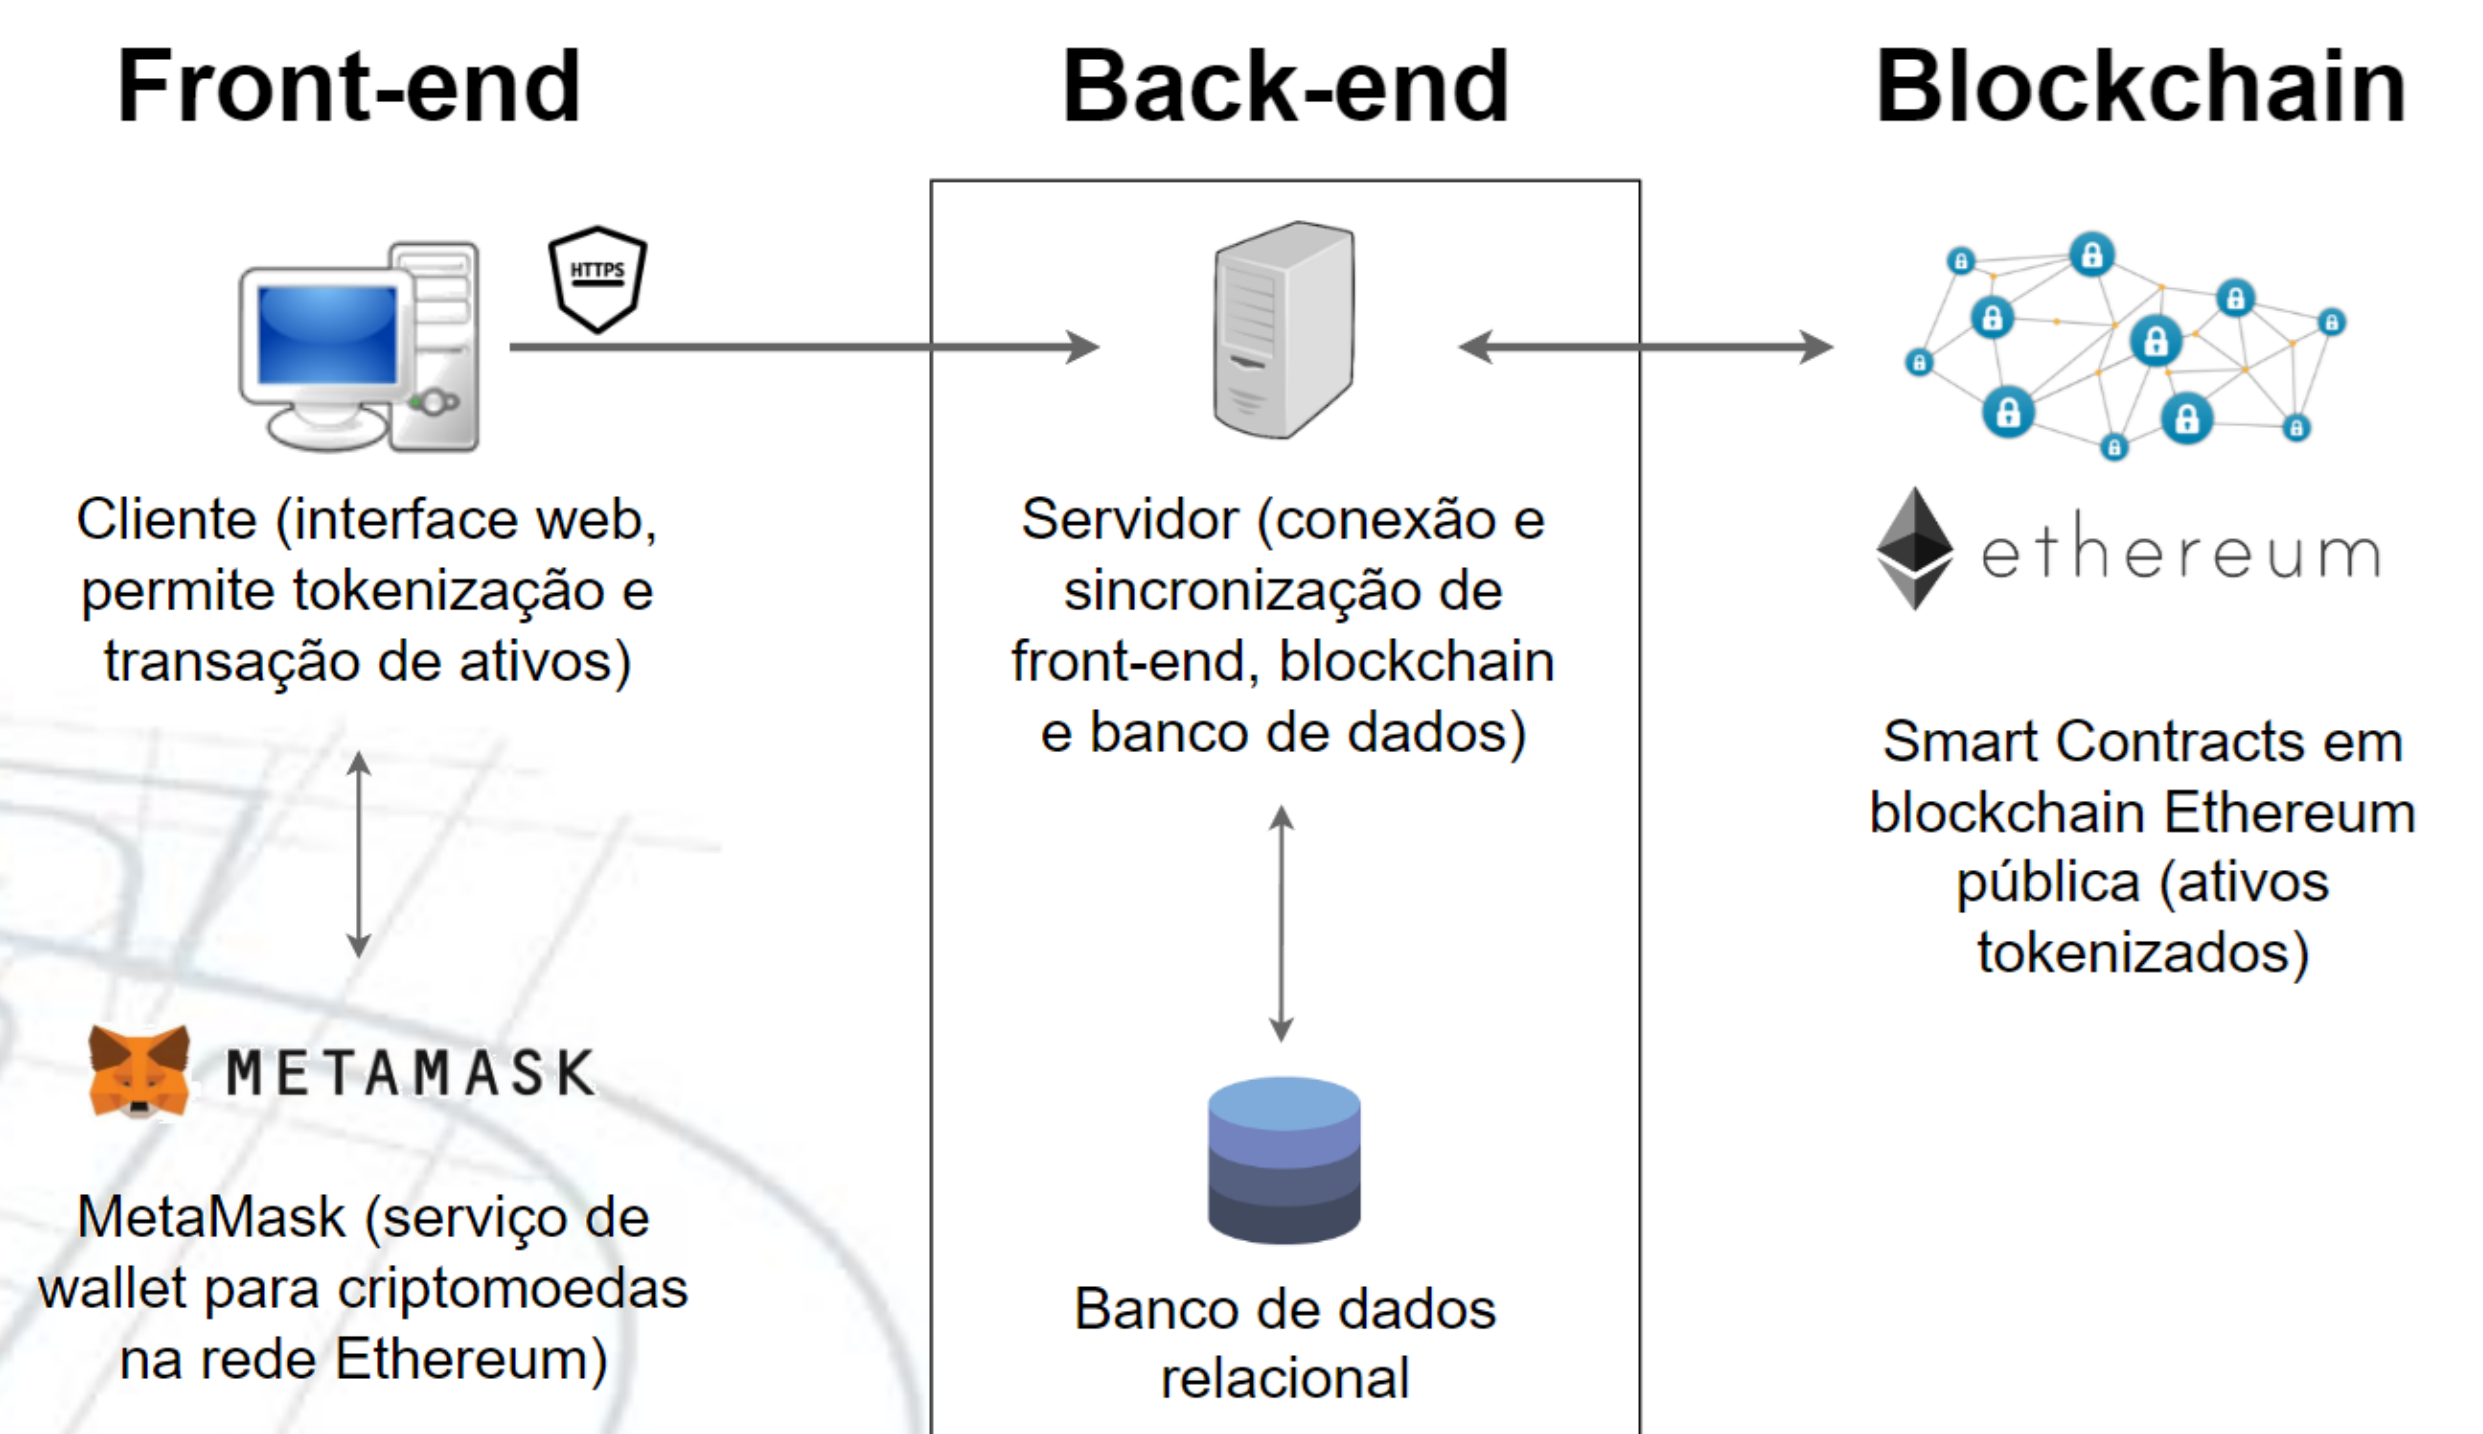 Front-end
Back-end
Blockchain
HTTPS
Cliente (interface web,
permite tokenização e
transação de ativos)
METAMASK
MetaMask (serviço de
wallet para criptomoedas
na rede Ethereum)
Servidor (conexão e
sincronização de
front-end, blockchain
e banco de dados)
Banco de dados
relacional
ethereum
Smart Contracts em
blockchain Ethereum
pública (ativos
tokenizados)